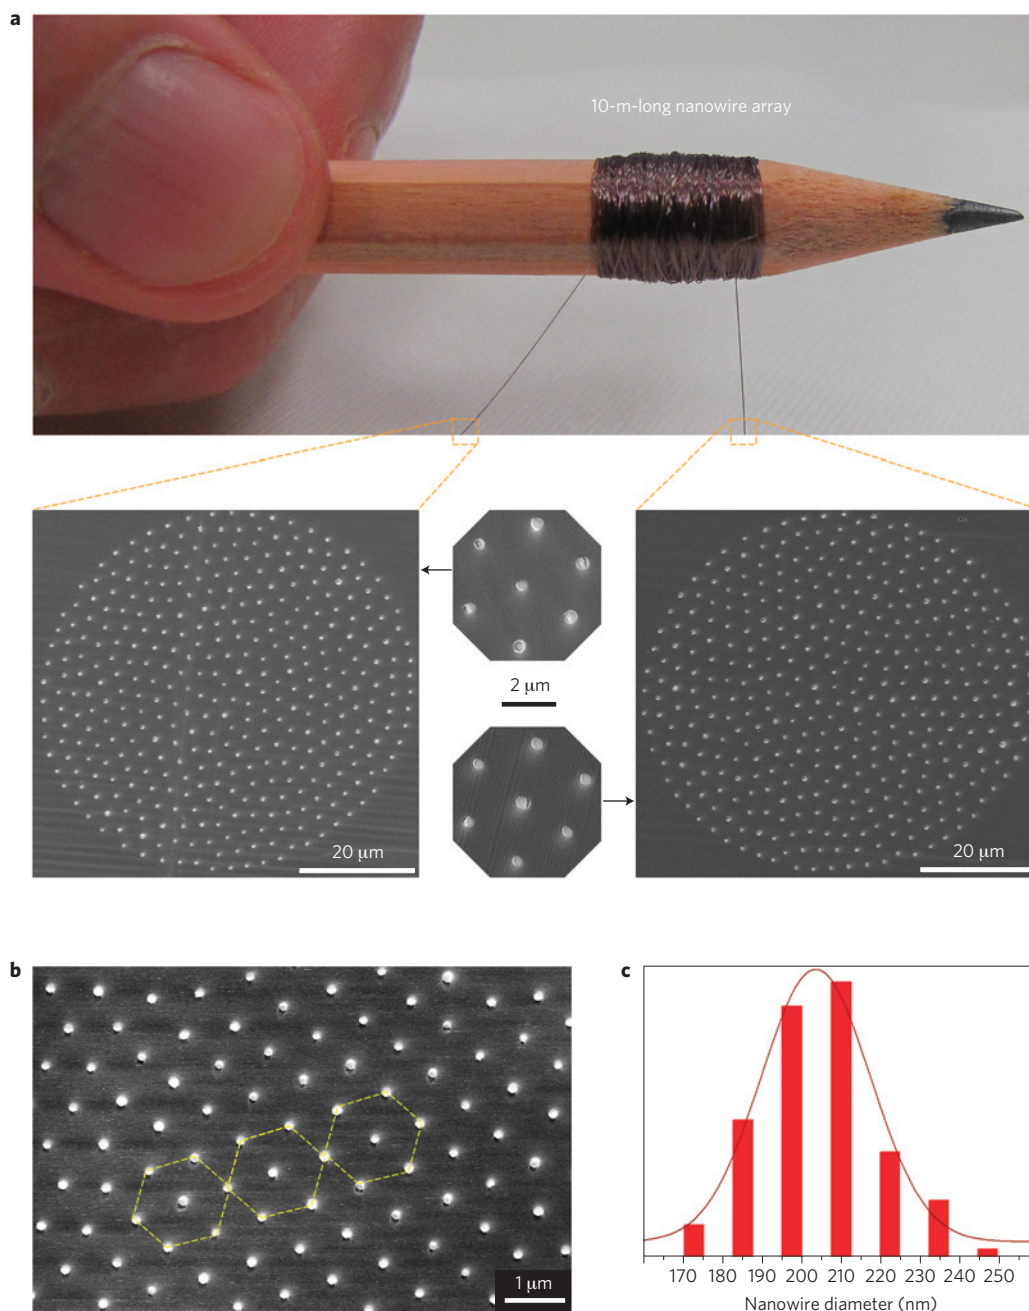 a
10-m-long nanowire array
2 μm
20 μm
20 μm
b
1 μm
c
170 180 190 200 210 220 230 240 250
Nanowire diameter (nm)